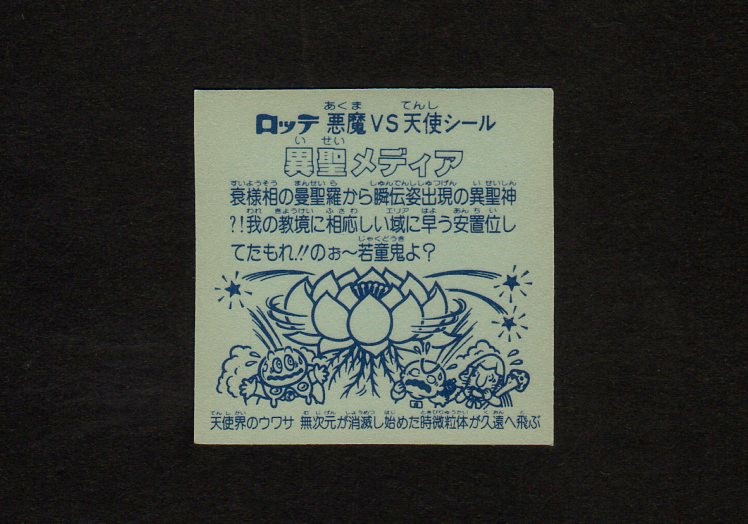 ロッテ 悪魔VS天使シール
異聖メディア
衰様相の曼聖羅から瞬伝姿出現の異聖神
?!我の教境に相応しい域に早う安置位し
てたもれ!!のぉ〜若童鬼よ?
天使界のウワサ 無次元が消滅し始めた時微粒体が久遠へ飛ぶ